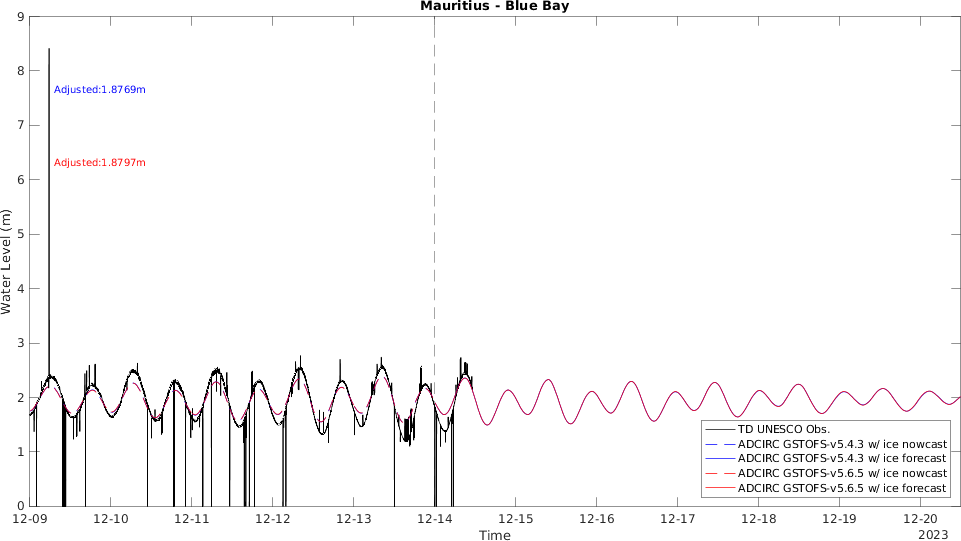 Mauritius - Blue Bay
9
8
7
6
5
4
3
2
1
0
Water Level (m)
Adjusted:1.8769m
Adjusted:1.8797m
TD UNESCO Obs.
ADCIRC GSTOFS-v5.4.3 w/ ice nowcast
ADCIRC GSTOFS-v5.4.3 w/ ice forecast
ADCIRC GSTOFS-v5.6.5 w/ ice nowcast
ADCIRC GSTOFS-v5.6.5 w/ ice forecast
12-09 12-10 12-11 12-12 12-13 12-14 12-15 12-16 12-17 12-18 12-19 12-20
Time
2023